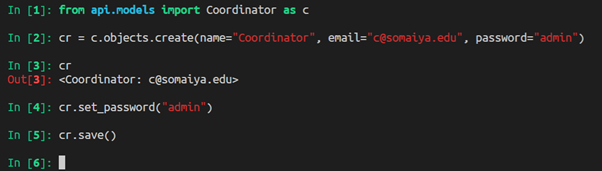 In [1]: from api.models import Coordinator as c
In [2]: cr = c.objects.create(name="Coordinator", email="c@somaiya.edu", password="admin")
In [3]: cr
Out[3]: <Coordinator: c@somaiya.edu>
In [4]: cr.set_password("admin")
In [5]: cr.save()
In [6]: